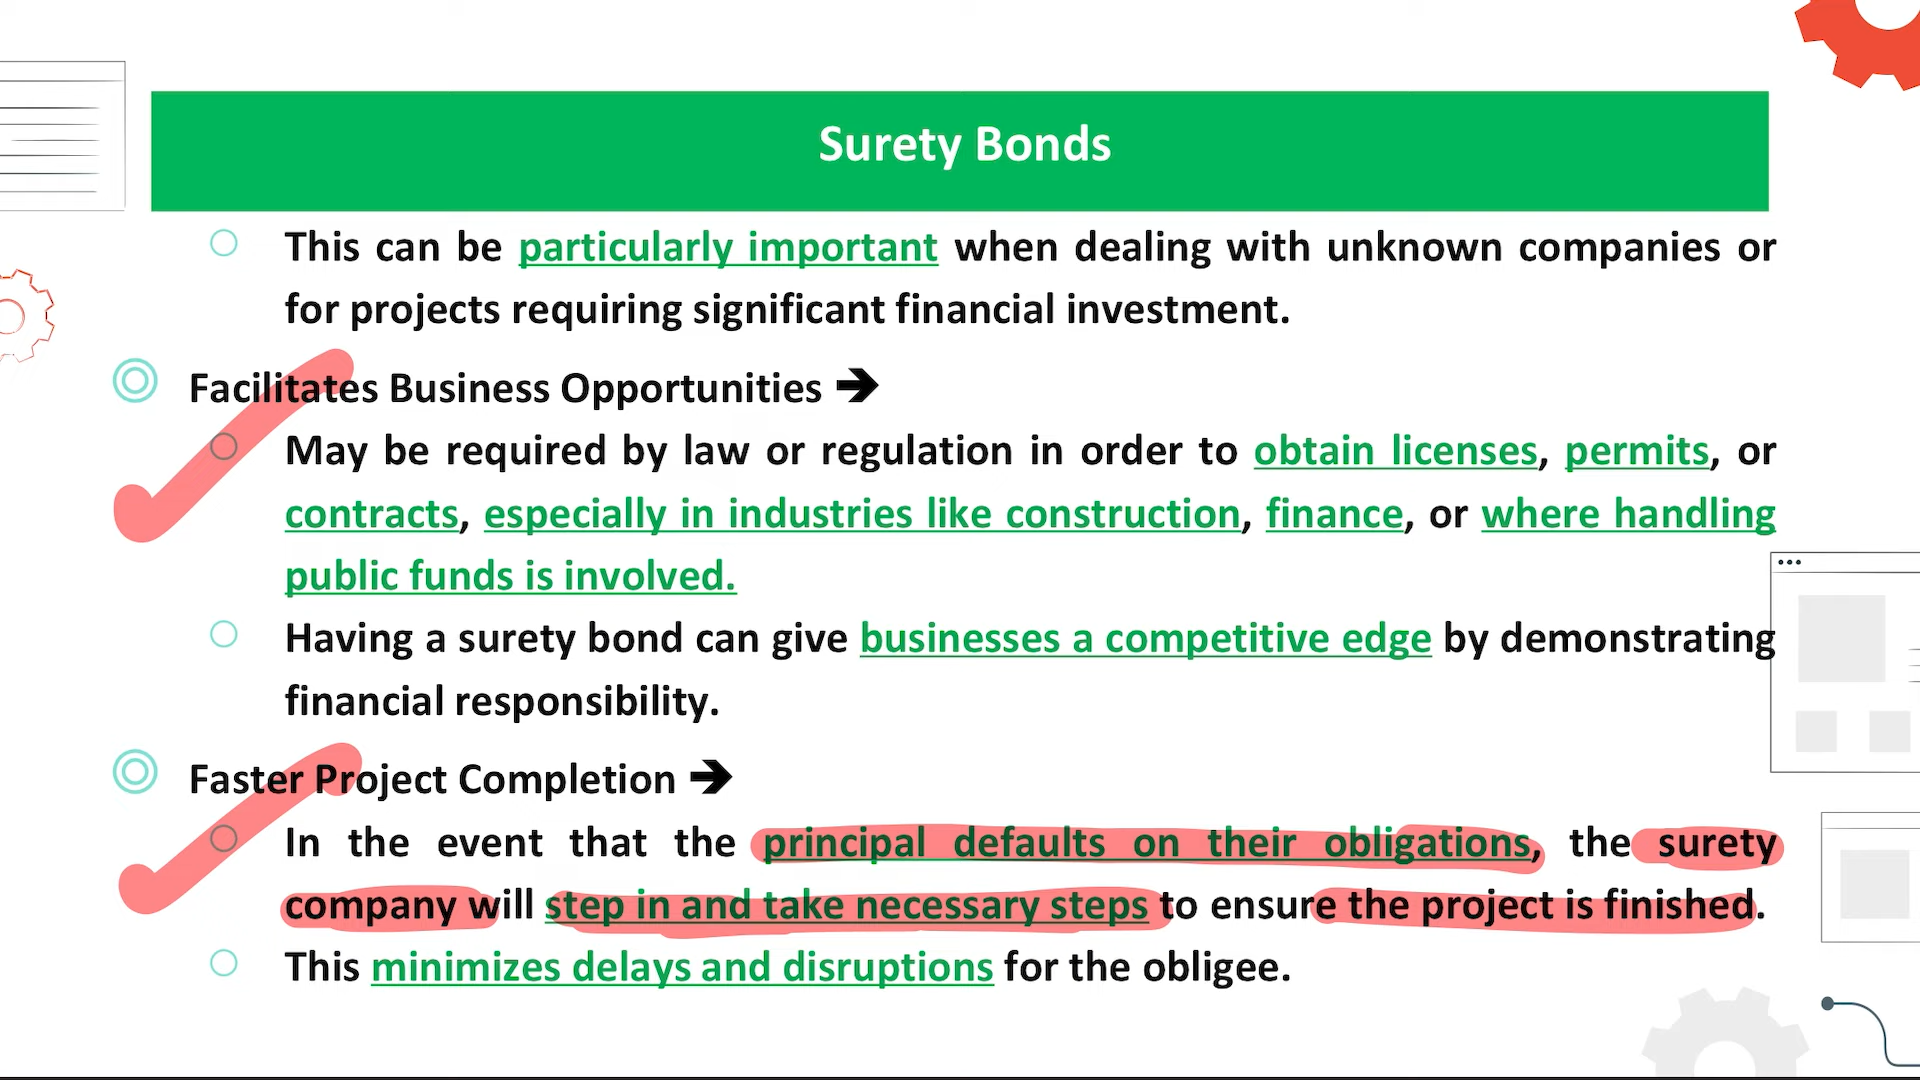 Surety Bonds
This can be particularly important when dealing with unknown companies or
for projects requiring significant financial investment.
Facilitates Business Opportunities ➔
May be required by law or regulation in order to obtain licenses, permits, or
contracts, especially in industries like construction, finance, or where handling
public funds is involved.
Having a surety bond can give businesses a competitive edge by demonstrating
financial responsibility.
Faster Project Completion ➔
In the event that the principal defaults on their obligations, the surety
company will step in and take necessary steps to ensure the project is finished.
This minimizes delays and disruptions for the obligee.